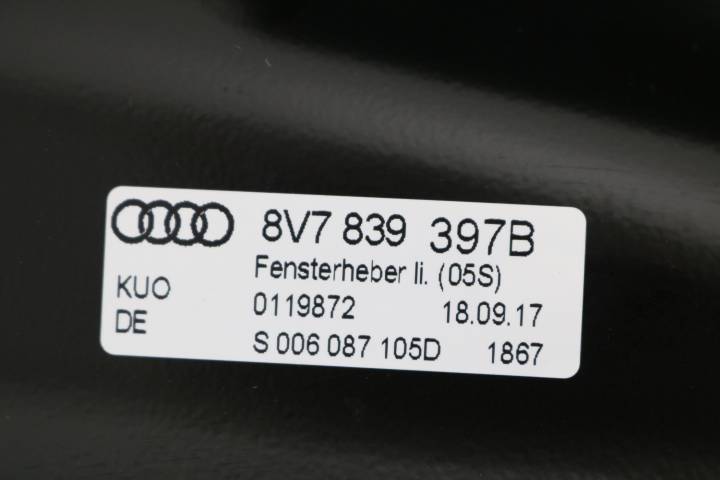 8V7 839 397B
Fensterheber li. (05S)
KUO 0119872 18.09.17
DE S 006 087 105D 1867